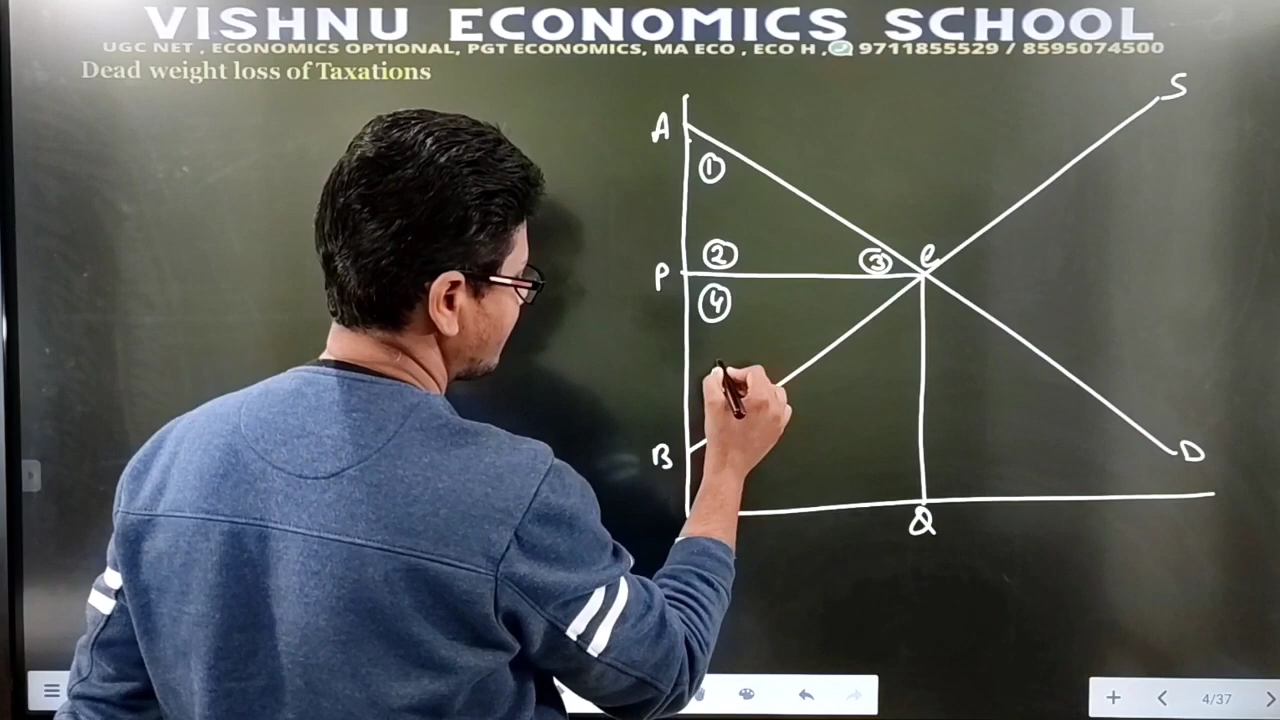 VISHNU ECONOMICS SCHOOL
UGC NET , ECONOMICS OPTIONAL, PGT ECONOMICS, MA ECO , ECO H , 9711855529 / 8595074500
Dead weight loss of Taxations
S
A
1
2
3
e
P
4
B
D
Q
4/37